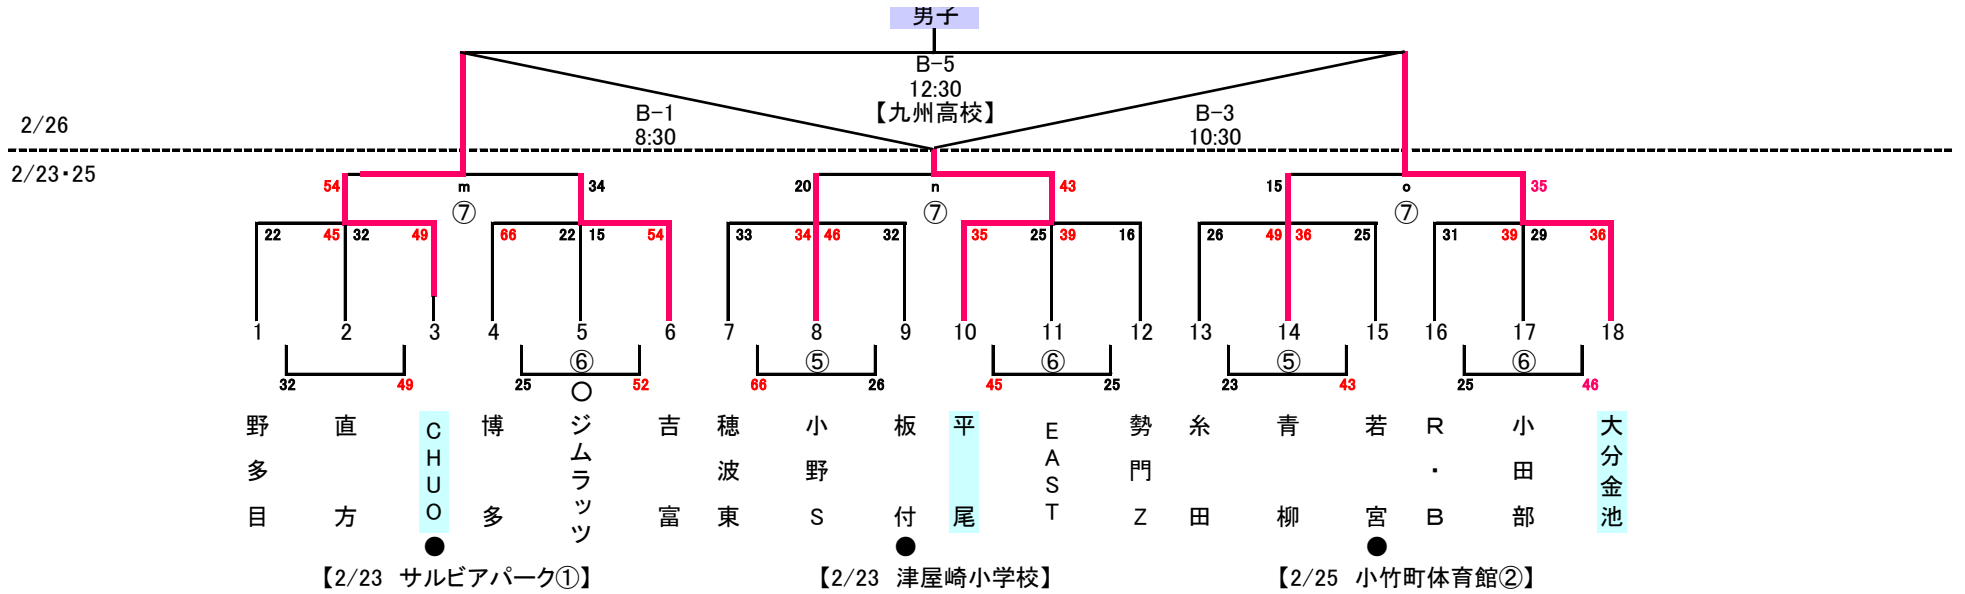 男子
B-5
12:30
【九州高校】
B-1
8:30
B-3
10:30
2/26
2/23・25
54 m 34 20 n 43 15 o 35
⑦ ⑦ ⑦
22 45 32 49 66 22 15 54 33 34 46 32 35 25 39 16 26 49 36 25 31 39 29 36
1 2 3 4 5 6 7 8 9 10 11 12 13 14 15 16 17 18
⑥ ⑤ ⑥ ⑤ ⑥
32 49 25 52 66 26 45 25 23 43 25 46
野多目
直方
CHUO
博多
ジムラッツ
吉富
穂波東
小野S
板付
平尾
EAST
勢門Z
糸田
青柳
若宮
R・B
小田部
大分金池
【2/23 サルビアパーク①】
【2/23 津屋崎小学校】
【2/25 小竹町体育館②】